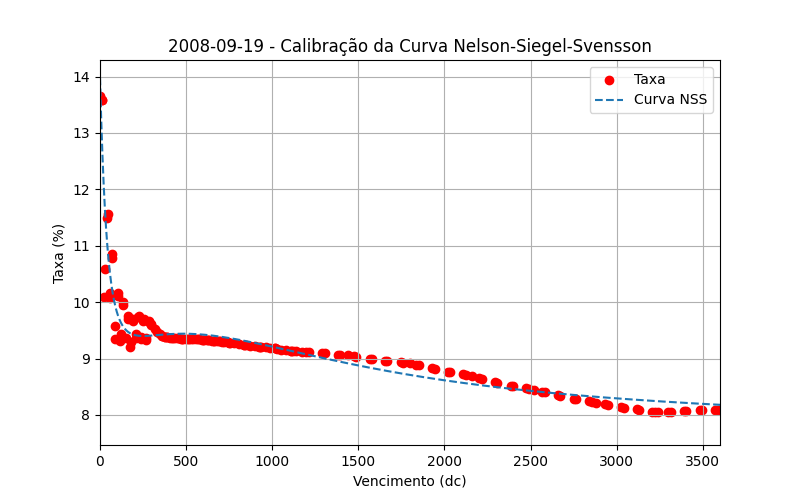 2008-09-19 - Calibração da Curva Nelson-Siegel-Svensson
Taxa
Curva NSS
Taxa (%)
14
13
12
11
10
9
8
0 500 1000 1500 2000 2500 3000 3500
Vencimento (dc)